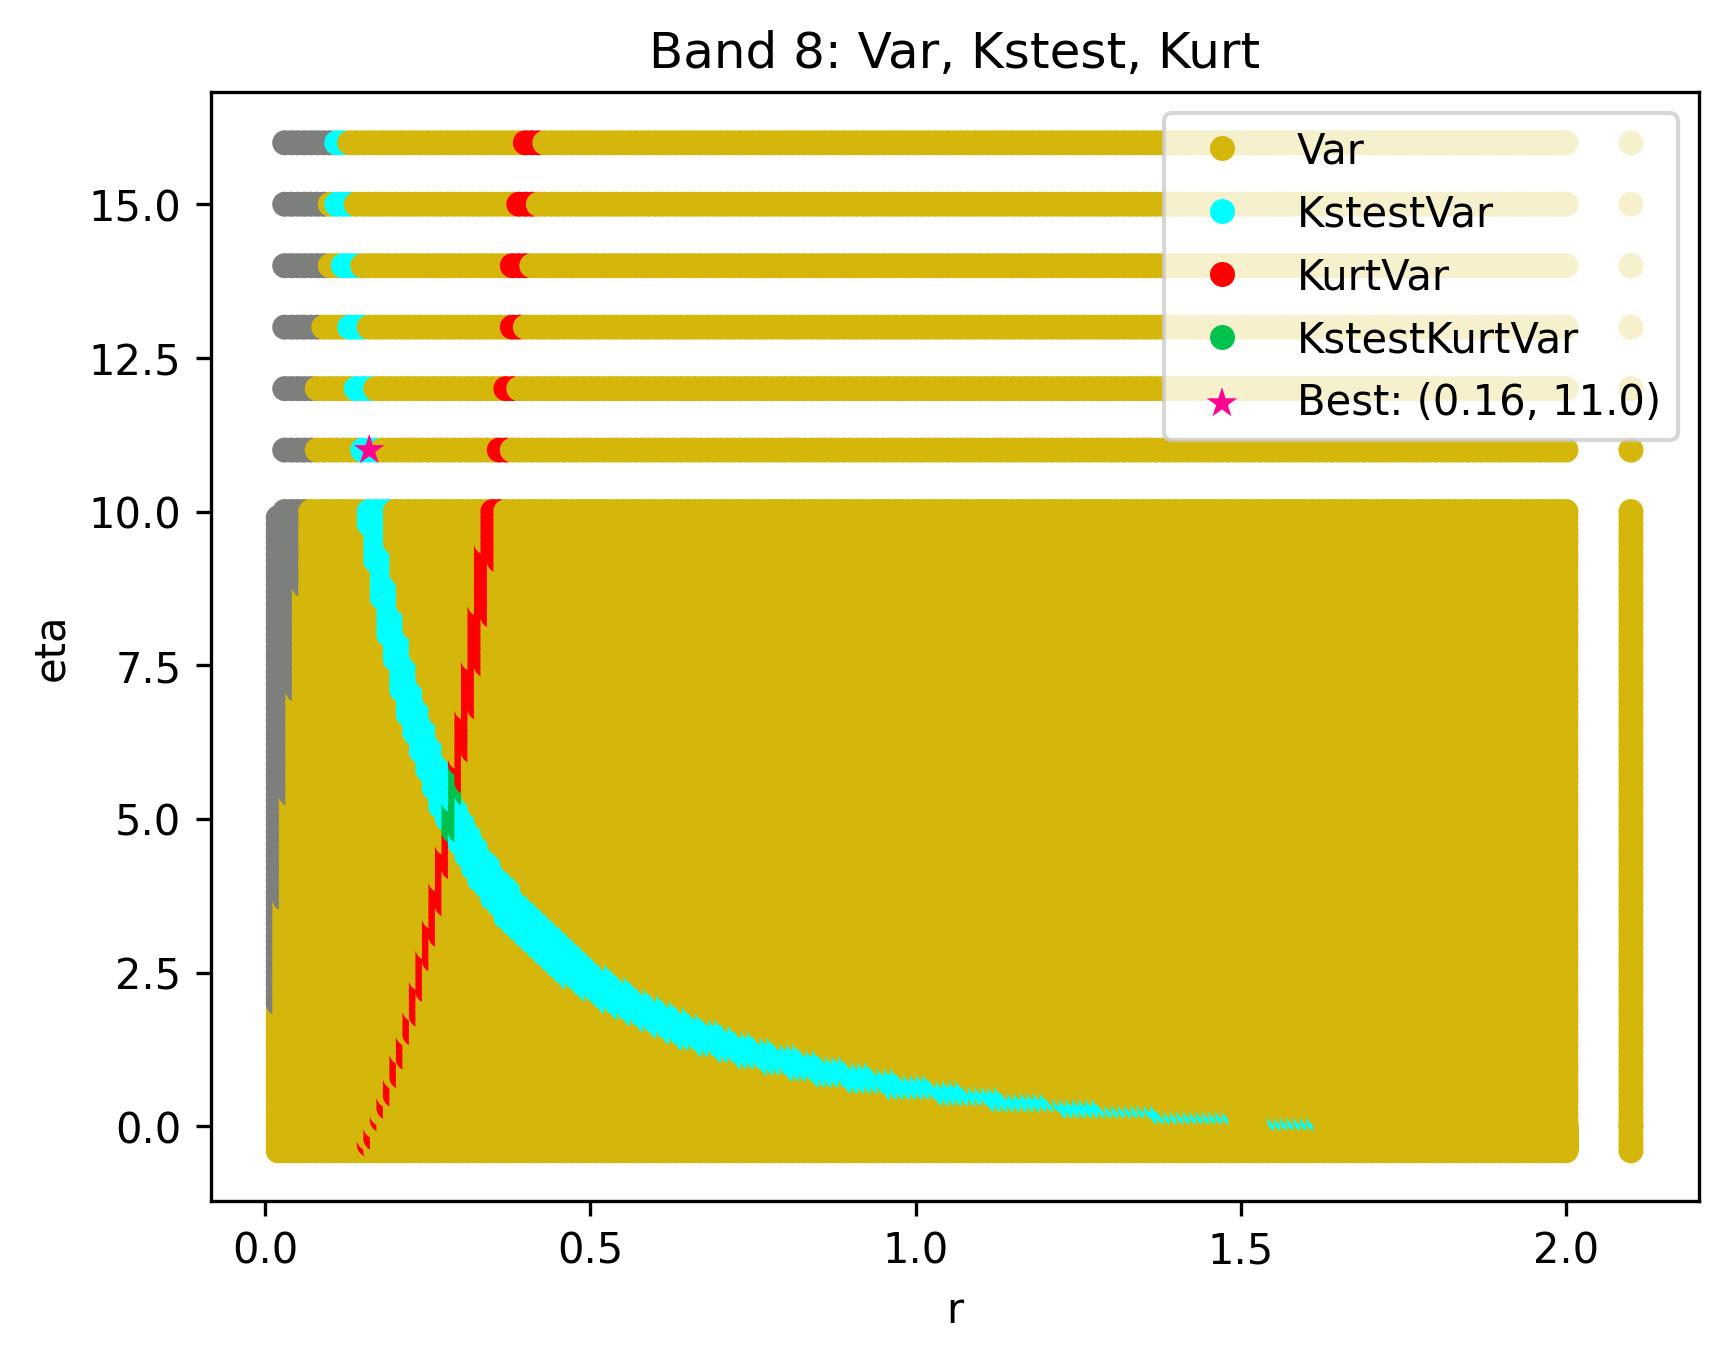 Band 8: Var, Kstest, Kurt
Var
KstestVar
KurtVar
KstestKurtVar
Best: (0.16, 11.0)
15.0
12.5
10.0
7.5
5.0
2.5
0.0
eta
0.0 0.5 1.0 1.5 2.0
r